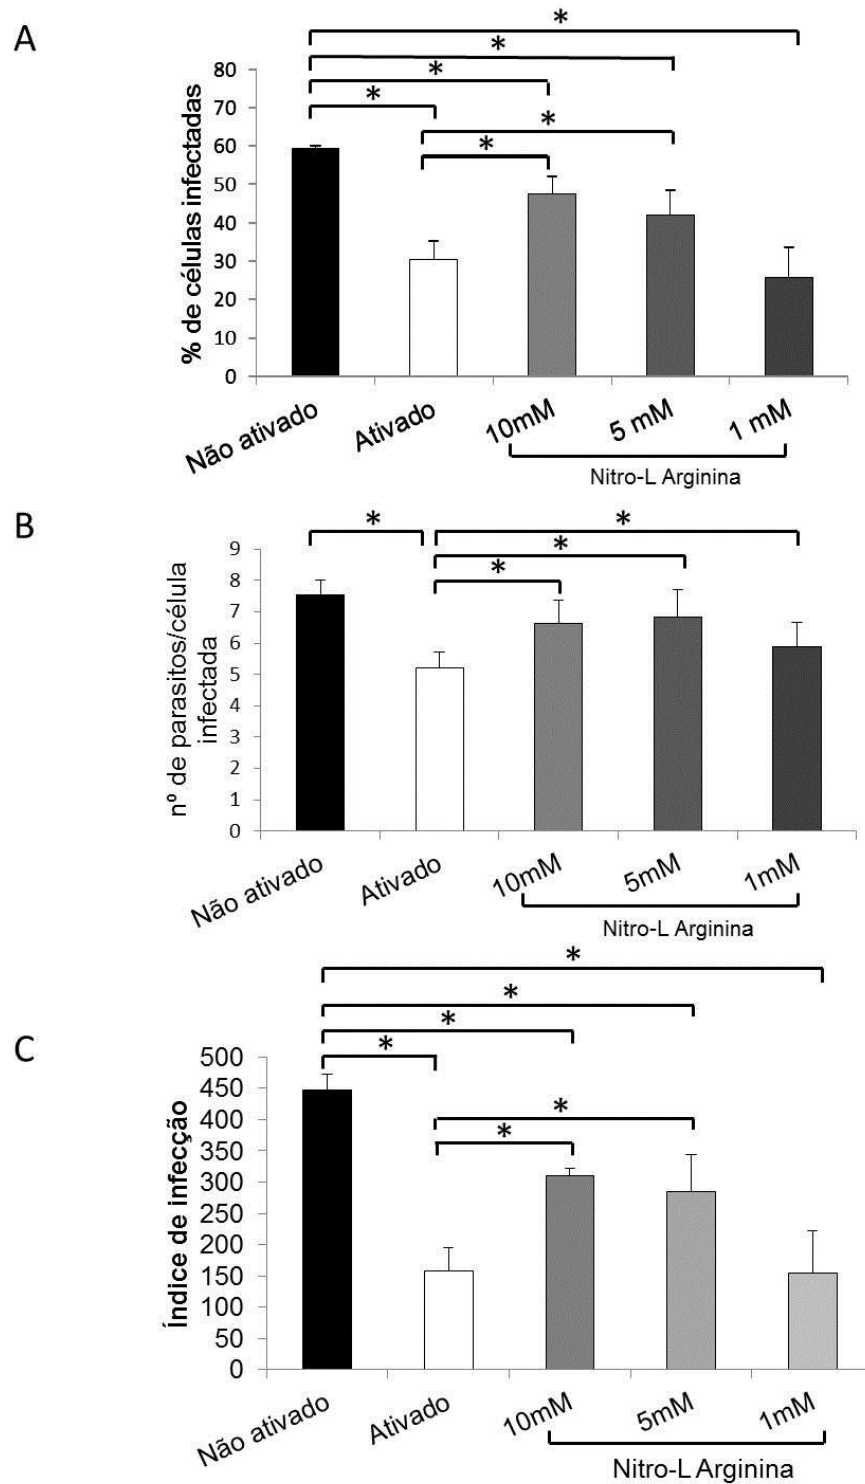 A
*
*
*
*
*
*
% de células infectadas
80
70
60
50
40
30
20
10
0
Não ativado
Ativado
10mM
5 mM
1 mM
Nitro-L Arginina
B
*
*
*
*
nº de parasitos/célula
infectada
9
8
7
6
5
4
3
2
1
0
Não ativado
Ativado
10mM
5mM
1mM
Nitro-L Arginina
C
*
*
*
*
*
*
Índice de infecção
500
450
400
350
300
250
200
150
100
50
0
Não ativado
Ativado
10mM
5mM
1mM
Nitro-L Arginina